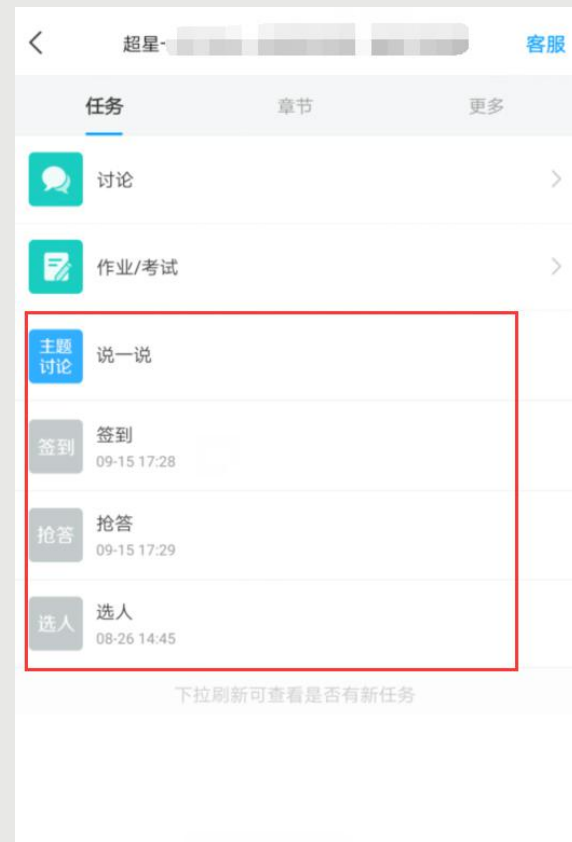 超星-
客服
任务
章节
更多
讨论
作业/考试
主题
讨论
说一说
签到
签到
09-15 17:28
抢答
抢答
09-15 17:29
选人
选人
08-26 14:45
下拉刷新可查看是否有新任务